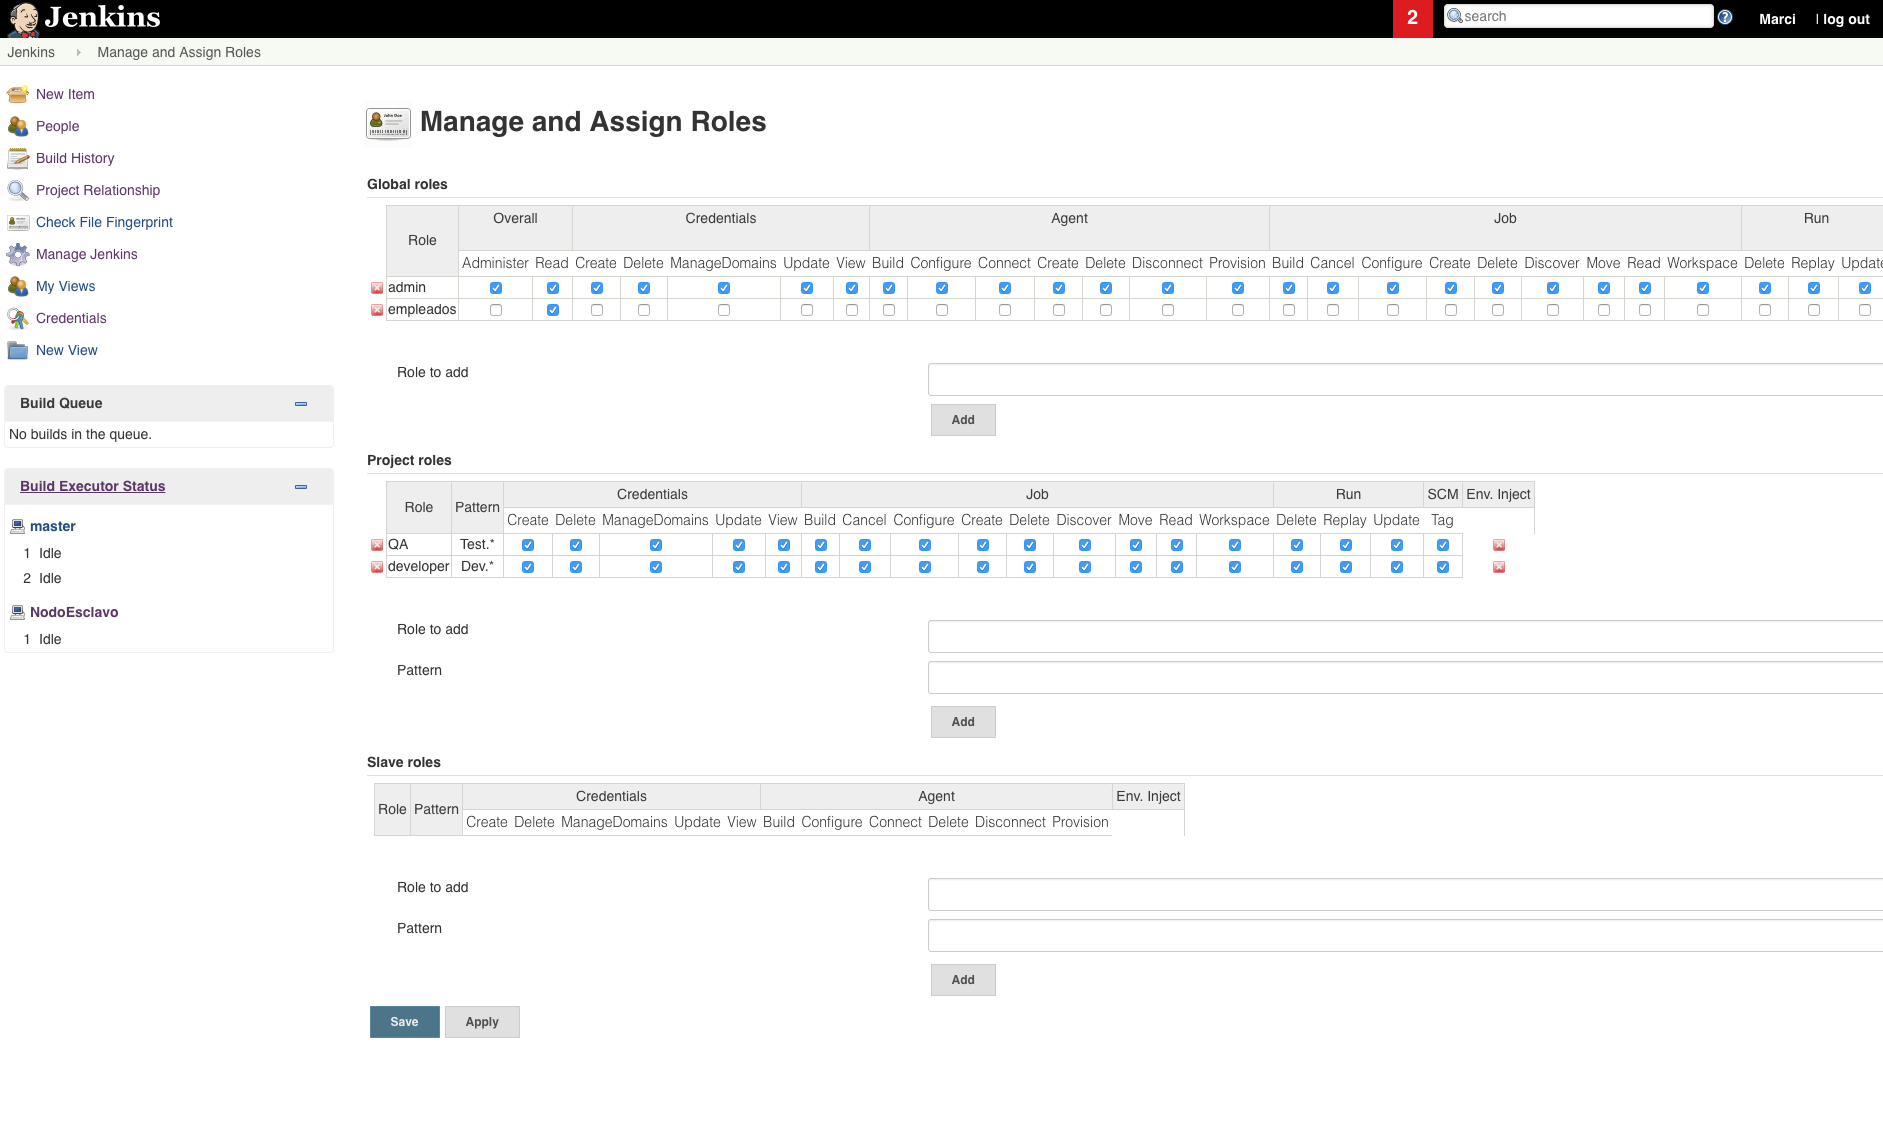 Jenkins
2
search
Marci
| log out
Jenkins
Manage and Assign Roles
New Item
People
Build History
Project Relationship
Check File Fingerprint
Manage Jenkins
My Views
Credentials
New View
Build Queue
No builds in the queue.
Build Executor Status
master
1 Idle
2 Idle
NodoEsclavo
1 Idle
Manage and Assign Roles
Global roles
Role Overall Credentials Agent Job Run
Administer Read Create Delete ManageDomains Update View Build Configure Connect Create Delete Disconnect Provision Build Cancel Configure Create Delete Discover Move Read Workspace Delete Replay Update
admin
empleados
Role to add
Add
Project roles
Role Pattern Credentials Job Run SCM Env. Inject
Create Delete ManageDomains Update View Build Cancel Configure Create Delete Discover Move Read Workspace Delete Replay Update Tag
QA Test.*
developer Dev.*
Role to add
Pattern
Add
Slave roles
Role Pattern Credentials Agent Env. Inject
Create Delete ManageDomains Update View Build Configure Connect Delete Disconnect Provision
Role to add
Pattern
Add
Save
Apply